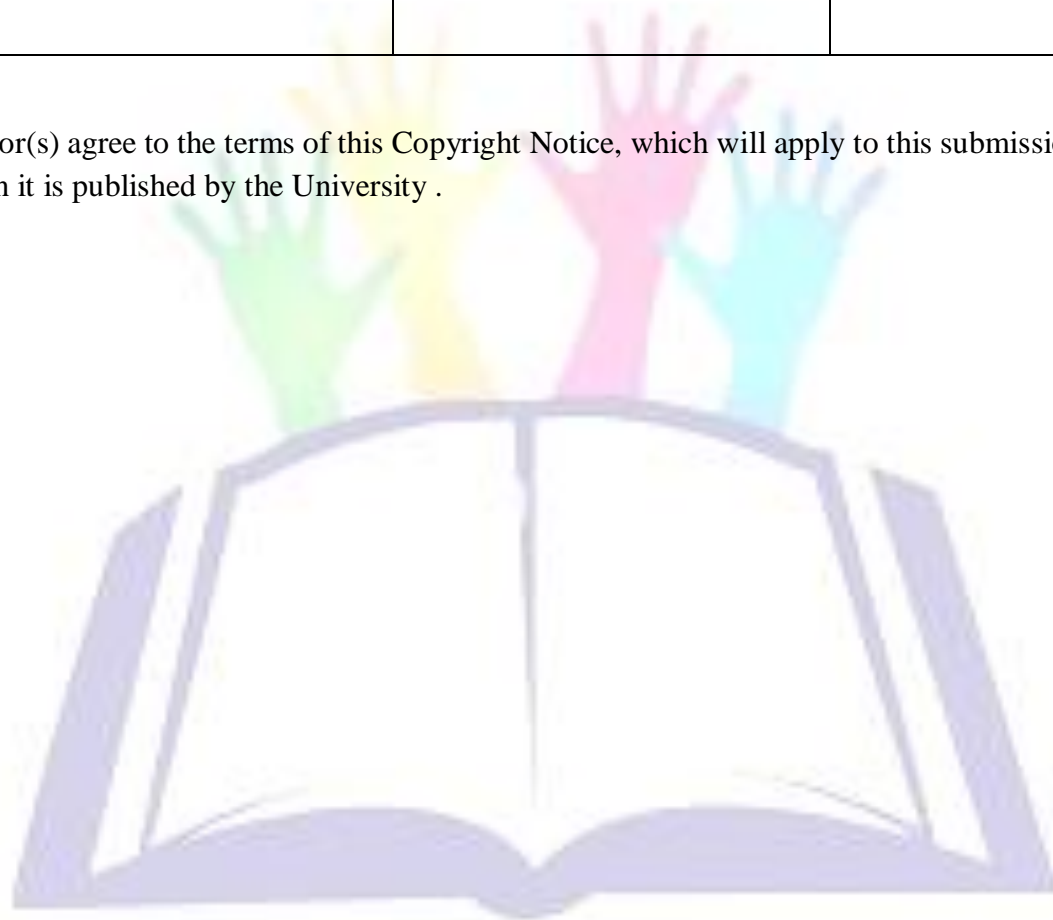 or(s) agree to the terms of this Copyright Notice, which will apply to this submissi
it is published by the University .